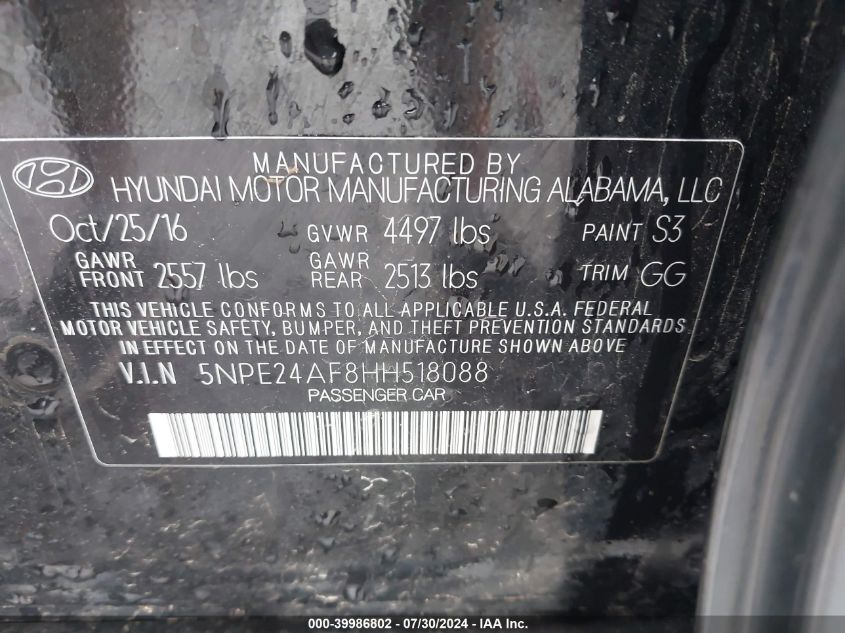 MANUFACTURED BY
HYUNDAI MOTOR MANUFACTURING ALABAMA, LLC
Oct/25/16 GVWR 4497 lbs PAINT S3
GAWR FRONT 2557 lbs GAWR REAR 2513 lbs TRIM GG
THIS VEHICLE CONFORMS TO ALL APPLICABLE U.S.A. FEDERAL
MOTOR VEHICLE SAFETY, BUMPER, AND THEFT PREVENTION STANDARDS
IN EFFECT ON THE DATE OF MANUFACTURE SHOWN ABOVE
V.I.N 5NPE24AF8HH518088
PASSENGER CAR
000-39986802 - 07/30/2024 - IAA Inc.